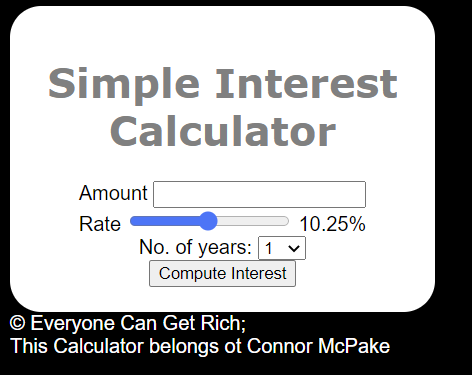 Simple Interest
Calculator
Amount
Rate 10.25%
No. of years: 1
Compute Interest
© Everyone Can Get Rich;
This Calculator belongs ot Connor McPake